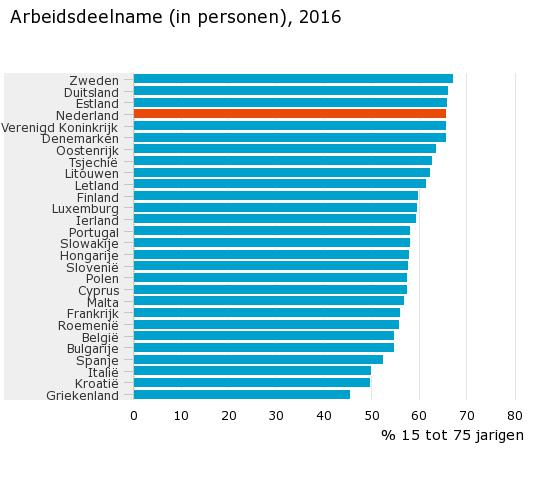 Arbeidsdeelname (in personen), 2016
Zweden
Duitsland
Estland
Nederland
Verenigd Koninkrijk
Denemarken
Oostenrijk
Tsjechië
Litouwen
Letland
Finland
Luxemburg
Ierland
Portugal
Slowakije
Hongarije
Slovenië
Polen
Cyprus
Malta
Frankrijk
Roemenië
België
Bulgarije
Spanje
Italië
Kroatië
Griekenland
0 10 20 30 40 50 60 70 80
% 15 tot 75 jarigen